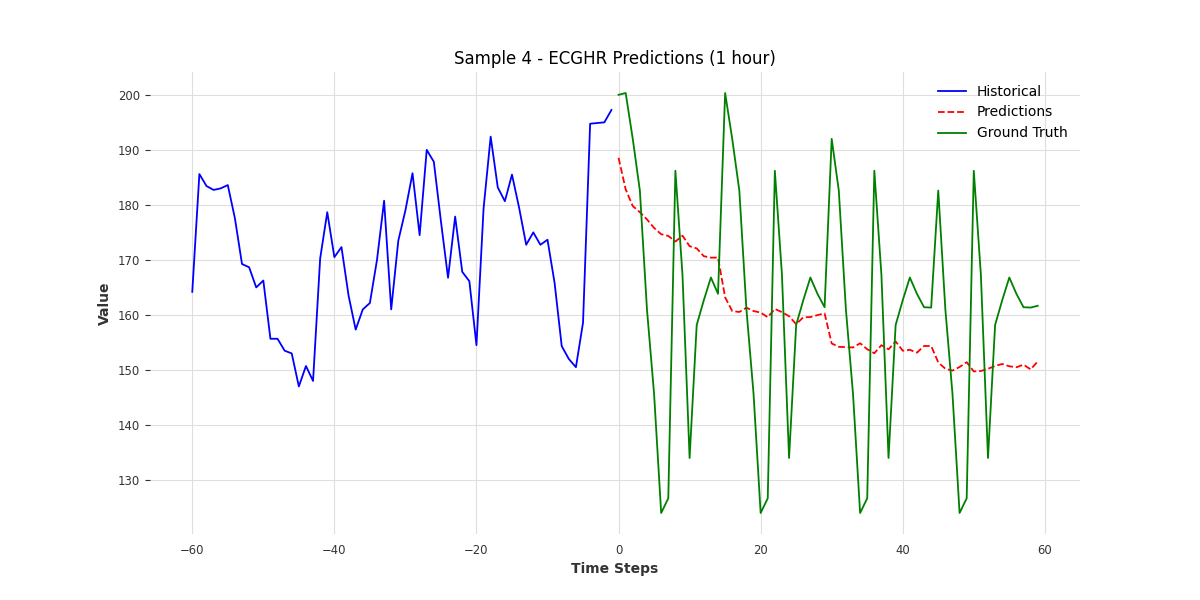 Sample 4 - ECGHR Predictions (1 hour)
Historical
Predictions
Ground Truth
Value
200
190
180
170
160
150
140
130
−60
−40
−20
0
20
40
60
Time Steps